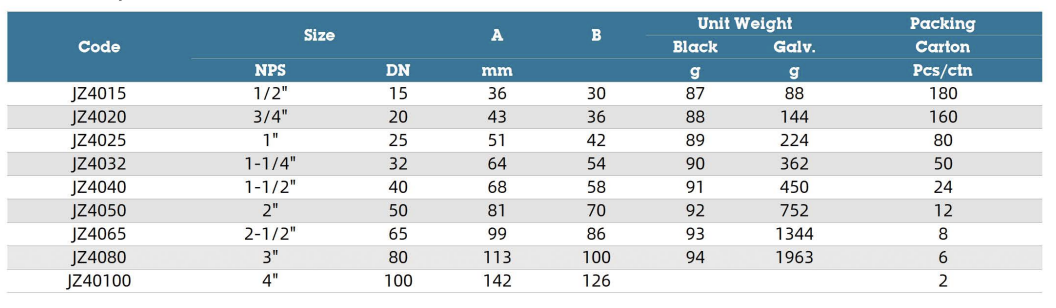 Code Size A B Unit Weight Packing
Black Galv. Carton
NPS DN mm g g Pcs/ctn
JZ4015 1/2" 15 36 30 87 88 180
JZ4020 3/4" 20 43 36 88 144 160
JZ4025 1" 25 51 42 89 224 80
JZ4032 1-1/4" 32 64 54 90 362 50
JZ4040 1-1/2" 40 68 58 91 450 24
JZ4050 2" 50 81 70 92 752 12
JZ4065 2-1/2" 65 99 86 93 1344 8
JZ4080 3" 80 113 100 94 1963 6
JZ40100 4" 100 142 126 2